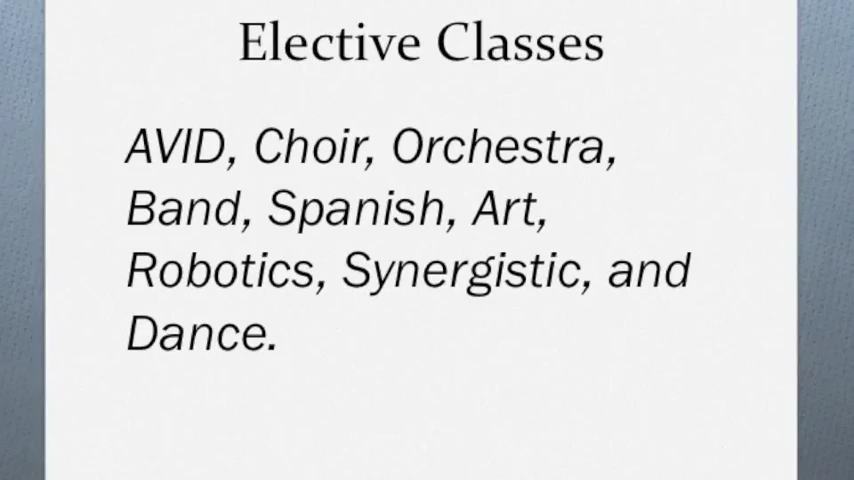 Elective Classes
AVID, Choir, Orchestra,
Band, Spanish, Art,
Robotics, Synergistic, and
Dance.